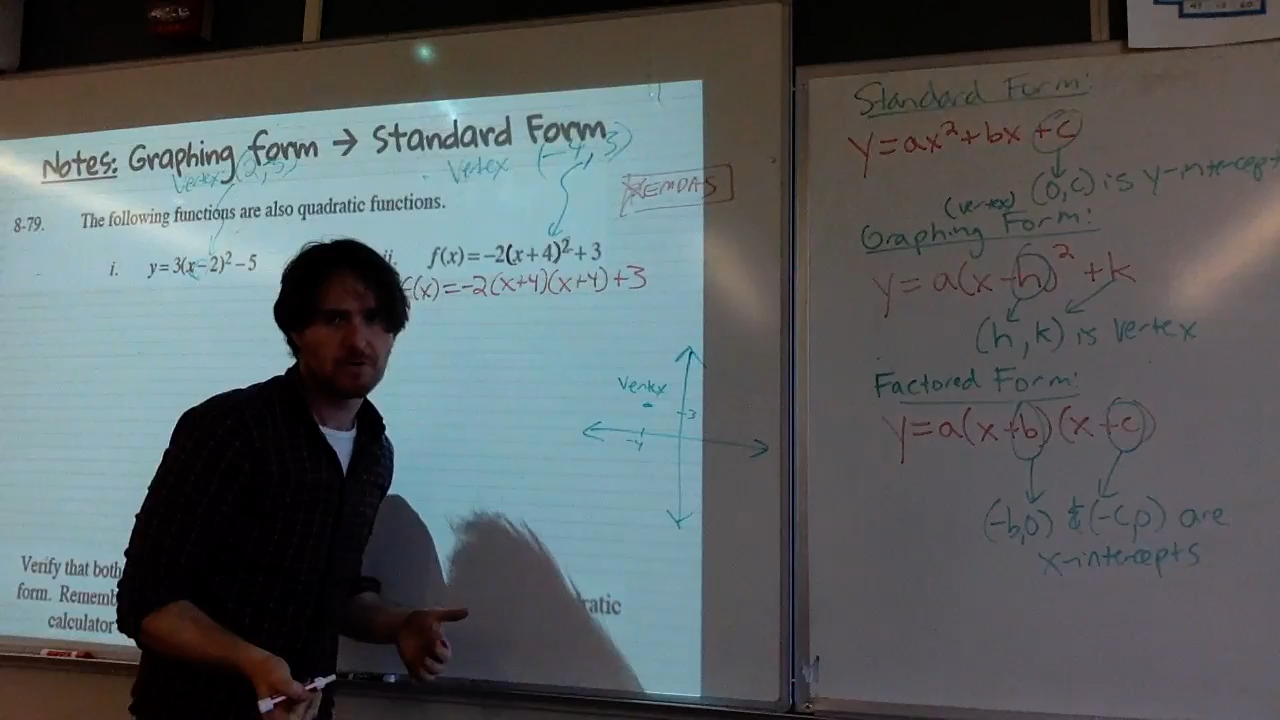 Notes: Graphing form → Standard Form
Vertex (2,5)
Vertex (-4, 3)
PEMDAS
8-79. The following functions are also quadratic functions.
i. y = 3(x – 2)² – 5
ii. f(x) = –2(x + 4)² + 3
f(x) = -2(x+4)(x+4)+3
Vertex
3
-4
Verify that both
form. Rememb
ratic
calculator
Standard Form:
y = ax² + bx + c
(0,c) is y-intercept
(vertex)
Graphing Form:
y = a(x-h)² + k
(h, k) is vertex
Factored Form:
y = a(x+b)(x+c)
(-b,0) & (-c,0) are
x-intercepts